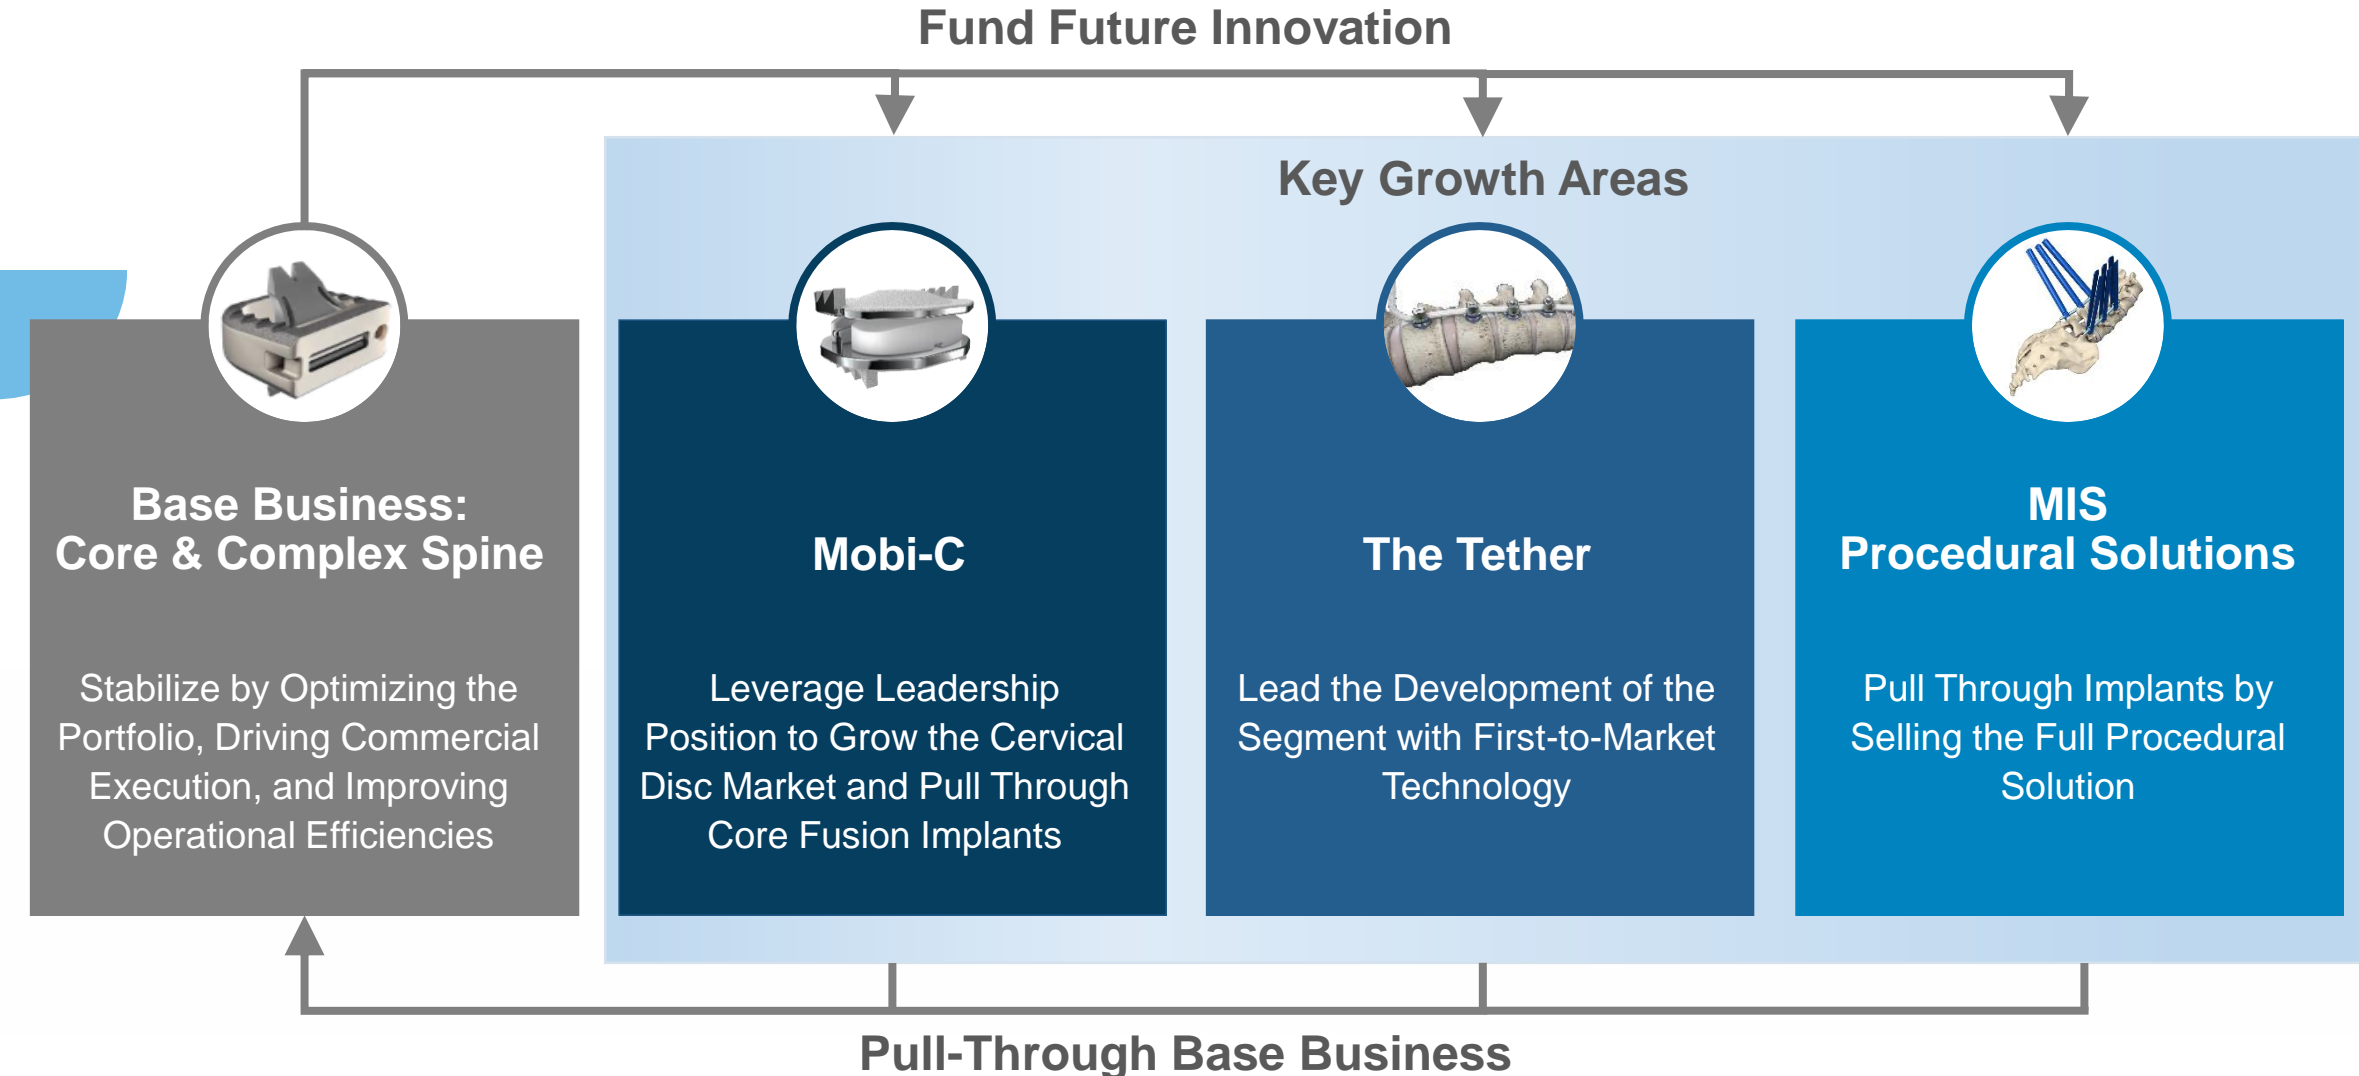 Fund Future Innovation
Key Growth Areas
Base Business:
Core & Complex Spine
Stabilize by Optimizing the
Portfolio, Driving Commercial
Execution, and Improving
Operational Efficiencies
Mobi-C
Leverage Leadership
Position to Grow the Cervical
Disc Market and Pull Through
Core Fusion Implants
The Tether
Lead the Development of the
Segment with First-to-Market
Technology
MIS
Procedural Solutions
Pull Through Implants by
Selling the Full Procedural
Solution
Pull-Through Base Business